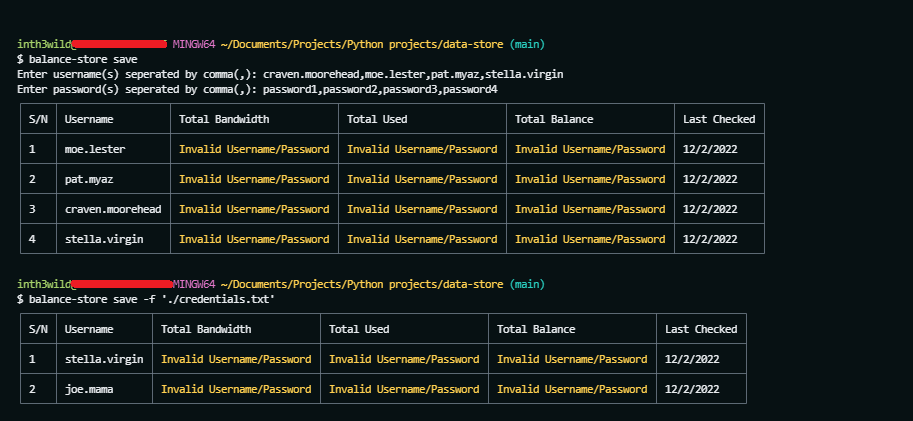 inth3wild@ MINGW64 ~/Documents/Projects/Python projects/data-store (main)
$ balance-store save
Enter username(s) seperated by comma(,): craven.moorehead,moe.lester,pat.myaz,stella.virgin
Enter password(s) seperated by comma(,): password1,password2,password3,password4
S/N Username Total Bandwidth Total Used Total Balance Last Checked
1 moe.lester Invalid Username/Password Invalid Username/Password Invalid Username/Password 12/2/2022
2 pat.myaz Invalid Username/Password Invalid Username/Password Invalid Username/Password 12/2/2022
3 craven.moorehead Invalid Username/Password Invalid Username/Password Invalid Username/Password 12/2/2022
4 stella.virgin Invalid Username/Password Invalid Username/Password Invalid Username/Password 12/2/2022
inth3wild@ MINGW64 ~/Documents/Projects/Python projects/data-store (main)
$ balance-store save -f './credentials.txt'
S/N Username Total Bandwidth Total Used Total Balance Last Checked
1 stella.virgin Invalid Username/Password Invalid Username/Password Invalid Username/Password 12/2/2022
2 joe.mama Invalid Username/Password Invalid Username/Password Invalid Username/Password 12/2/2022